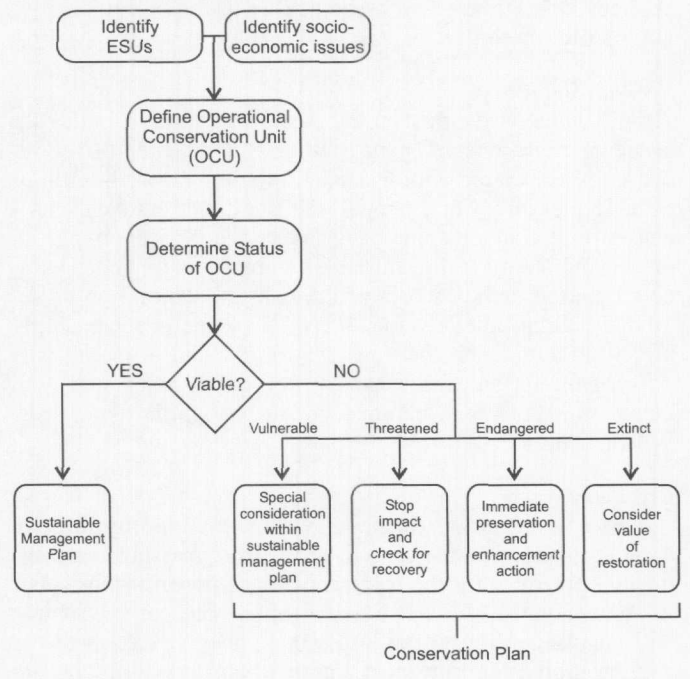 Identify
ESUs
Identify socio-
economic issues
Define Operational
Conservation Unit
(OCU)
Determine Status
of OCU
Viable?
YES
NO
Vulnerable
Threatened
Endangered
Extinct
Sustainable
Management
Plan
Special
consideration
within
sustainable
management
plan
Stop
impact
and
check for
recovery
Immediate
preservation
and
enhancement
action
Consider
value
of
restoration
Conservation Plan